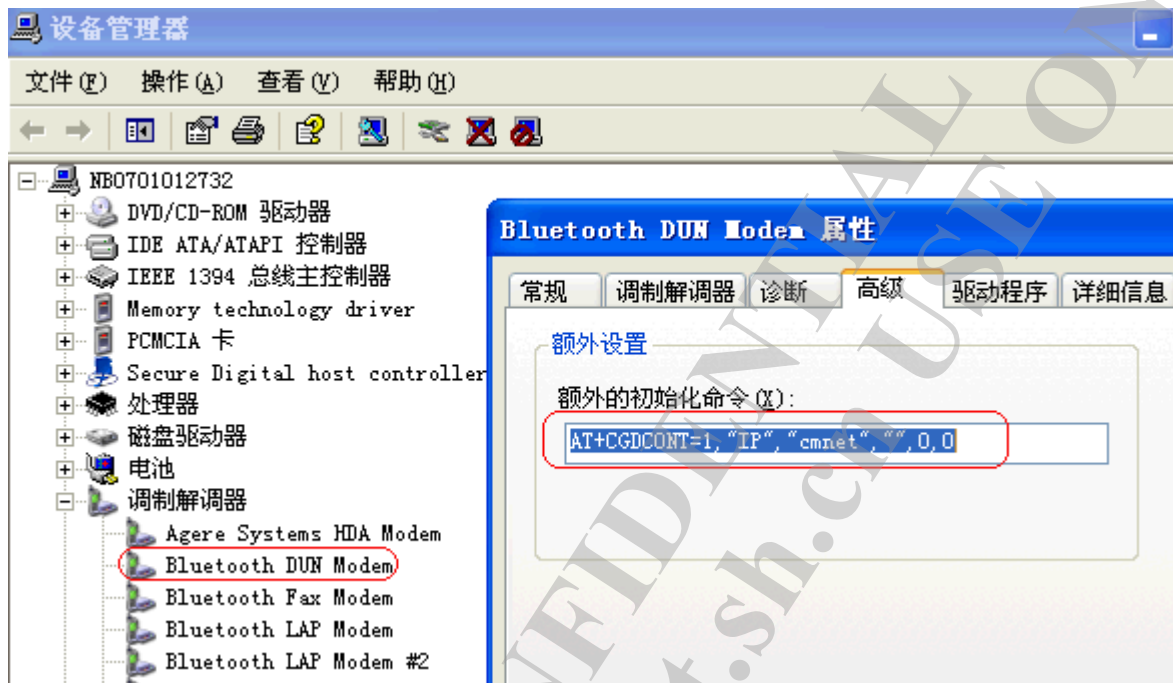 设备管理器
文件(F) 操作(A) 查看(V) 帮助(H)
NB0701012732
DVD/CD-ROM 驱动器
IDE ATA/ATAPI 控制器
IEEE 1394 总线主控制器
Memory technology driver
PCMCIA 卡
Secure Digital host controller
处理器
磁盘驱动器
电池
调制解调器
Agere Systems HDA Modem
Bluetooth DUN Modem
Bluetooth Fax Modem
Bluetooth LAP Modem
Bluetooth LAP Modem #2
Bluetooth DUN Modem 属性
常规 调制解调器 诊断 高级 驱动程序 详细信息
额外设置
额外的初始化命令(X):
AT+CGDCONT=1, "IP", "cmnet", "", 0, 0